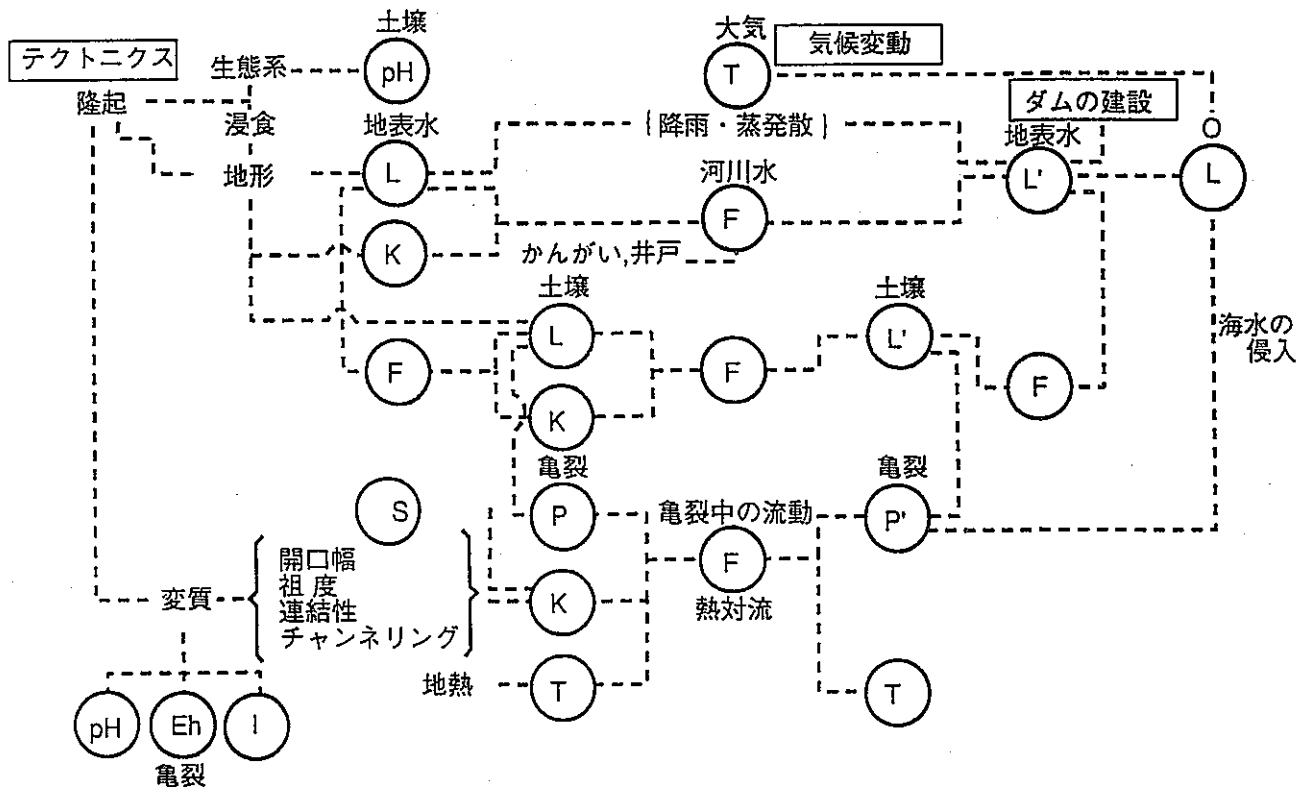 土壌
大気
気候変動
テクトニクス
生態系
pH
T
ダムの建設
隆起
浸食
地表水
{降雨・蒸発散}
地表水
O
地形
L
河川水
L'
L
F
K
かんがい,井戸
土壌
土壌
海水の
侵入
L
L'
F
F
F
K
亀裂
亀裂
S
P
亀裂中の流動
P'
開口幅
祖度
連結性
チャンネリング
変質
K
F
熱対流
地熱
T
T
pH
Eh
I
亀裂